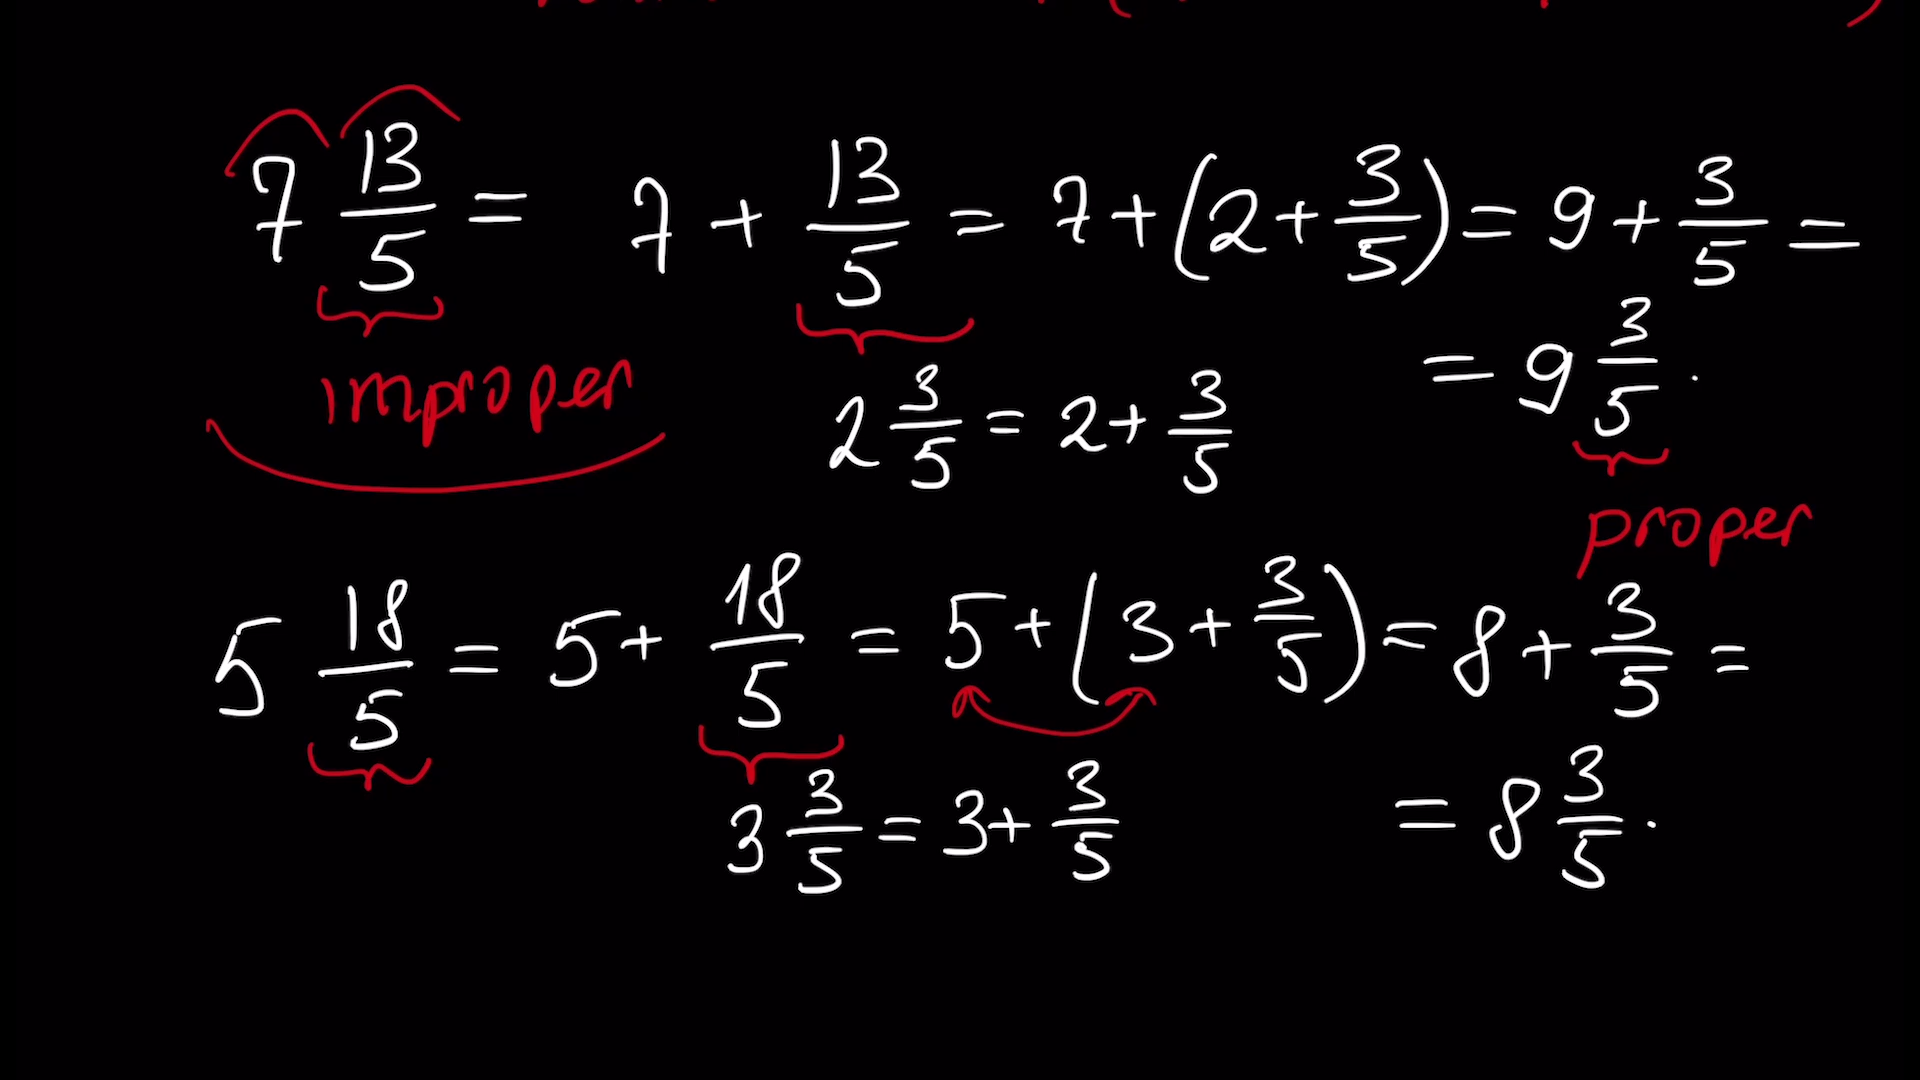 7 13/5 = 7 + 13/5 = 7 + (2 + 3/5) = 9 + 3/5 =
= 9 3/5.
improper
2 3/5 = 2 + 3/5
proper
5 18/5 = 5 + 18/5 = 5 + (3 + 3/5) = 8 + 3/5 =
3 3/5 = 3 + 3/5
= 8 3/5.